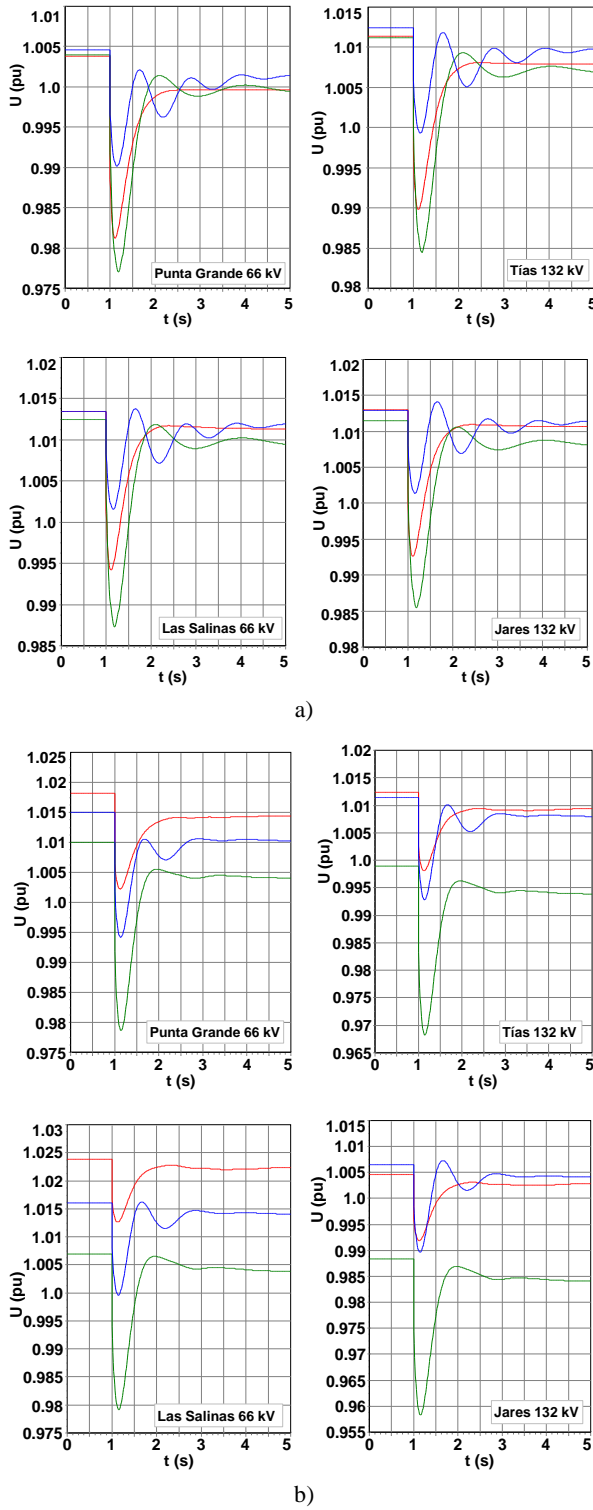 1.01
1.005
1.0
0.995
0.99
0.985
0.98
0.975
U (pu)
Punta Grande 66 kV
0 1 2 3 4 5
t (s)
1.015
1.01
1.005
1.0
0.995
0.99
0.985
0.98
U (pu)
Tías 132 kV
0 1 2 3 4 5
t (s)
1.02
1.015
1.01
1.005
1.0
0.995
0.99
0.985
U (pu)
Las Salinas 66 kV
0 1 2 3 4 5
t (s)
1.02
1.015
1.01
1.005
1.0
0.995
0.99
0.985
0.98
U (pu)
Jares 132 kV
0 1 2 3 4 5
t (s)
a)
1.025
1.02
1.015
1.01
1.005
1.0
0.995
0.99
0.985
0.98
0.975
U (pu)
Punta Grande 66 kV
0 1 2 3 4 5
t (s)
1.02
1.015
1.01
1.005
1.0
0.995
0.99
0.985
0.98
0.975
0.97
0.965
U (pu)
Tías 132 kV
0 1 2 3 4 5
t (s)
1.03
1.025
1.02
1.015
1.01
1.005
1.0
0.995
0.99
0.985
0.98
0.975
U (pu)
Las Salinas 66 kV
0 1 2 3 4 5
t (s)
1.015
1.01
1.005
1.0
0.995
0.99
0.985
0.98
0.975
0.97
0.965
0.96
0.955
U (pu)
Jares 132 kV
0 1 2 3 4 5
t (s)
b)